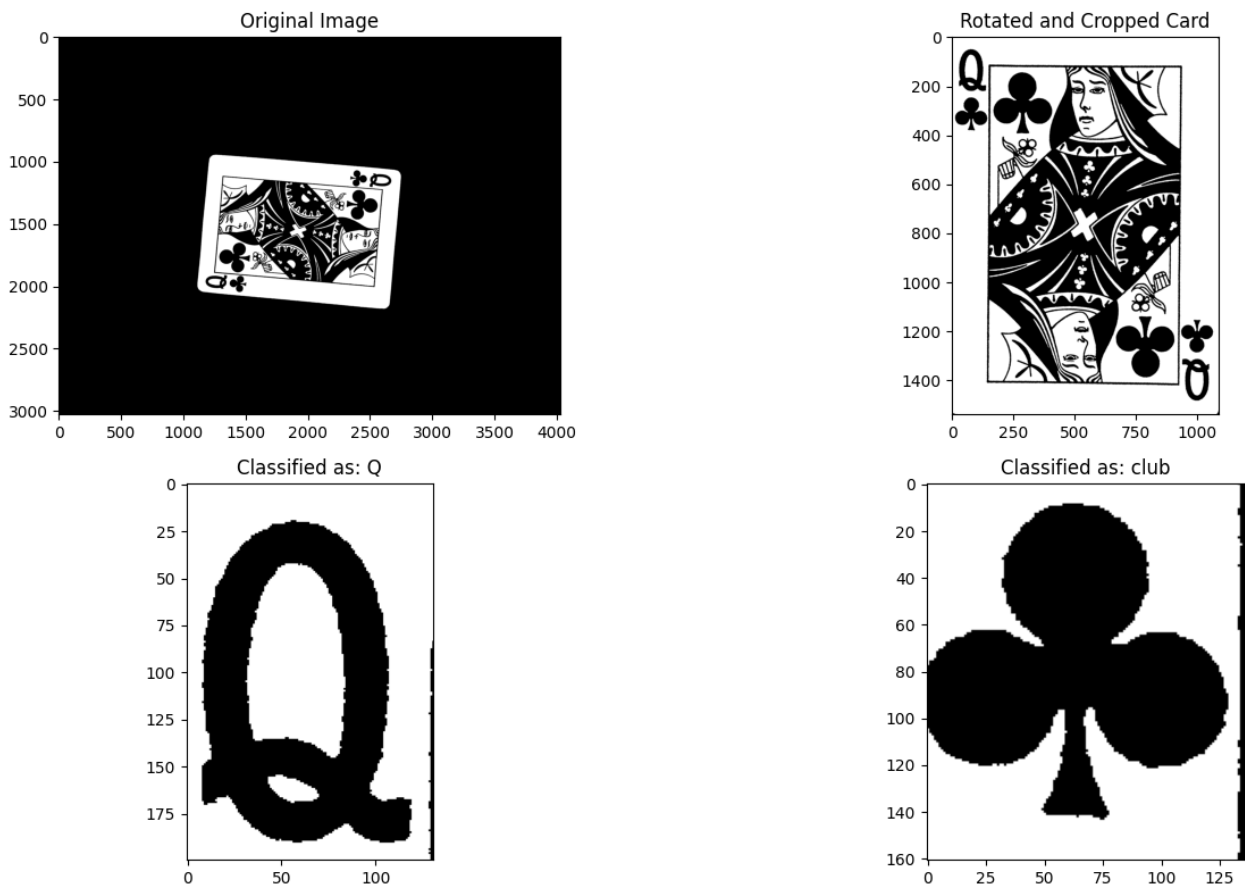 Original Image
0
500
1000
1500
2000
2500
3000
0 500 1000 1500 2000 2500 3000 3500 4000
Q
Q
Rotated and Cropped Card
0
200
400
600
800
1000
1200
1400
0 250 500 750 1000
Q
Q
Classified as: Q
0
25
50
75
100
125
150
175
0 50 100
Q
Classified as: club
0
20
40
60
80
100
120
140
160
0 25 50 75 100 125